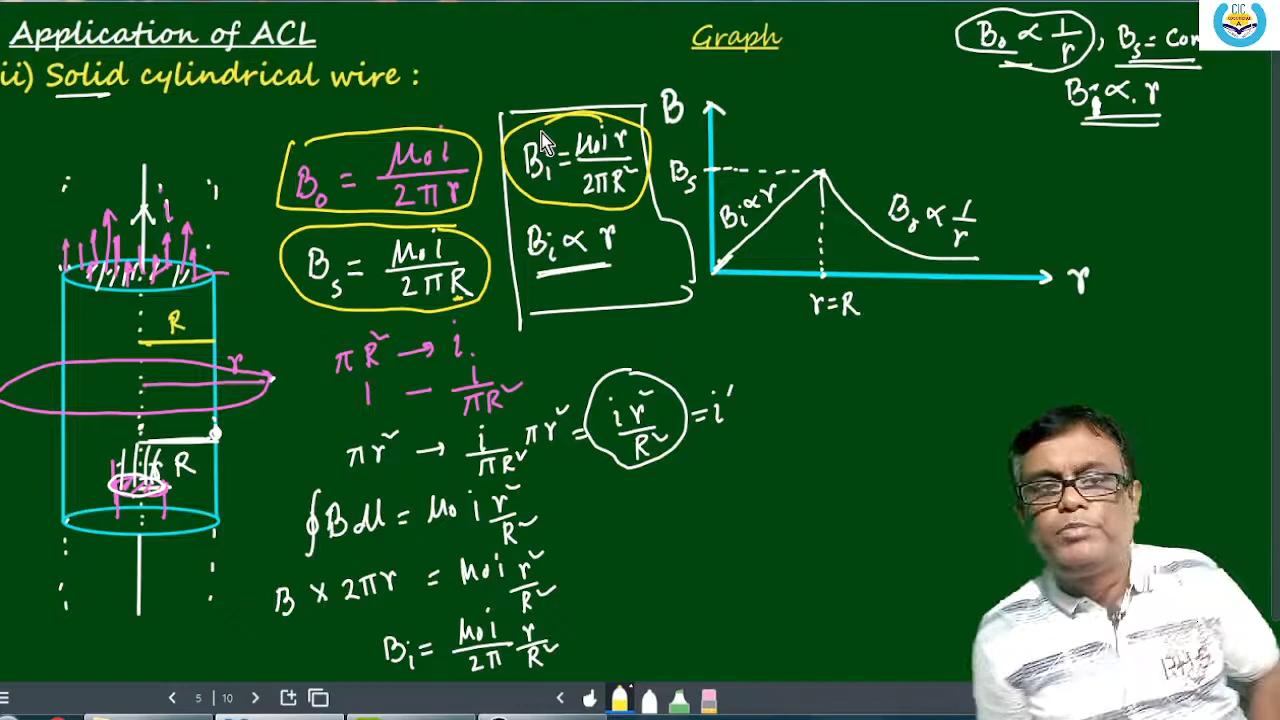 Application of ACL
ii) Solid cylindrical wire :
Graph
B₀ ∝ 1/r , Bₛ = Con
Bᵢ ∝ r
CIC
i
R
r
R
B₀ = μ₀i / 2πr
Bₛ = μ₀i / 2πR
Bᵢ = μ₀ir / 2πR²
Bᵢ ∝ r
B
Bₛ
Bᵢ ∝ r
B₀ ∝ 1/r
r
r=R
πR² → i.
1 – i/πR²
πr² → i/πR² πr² = ir²/R² = i'
∮Bdl = μ₀ i r²/R²
B × 2πr = μ₀i r²/R²
Bᵢ = μ₀i/2π r/R²
5 | 10